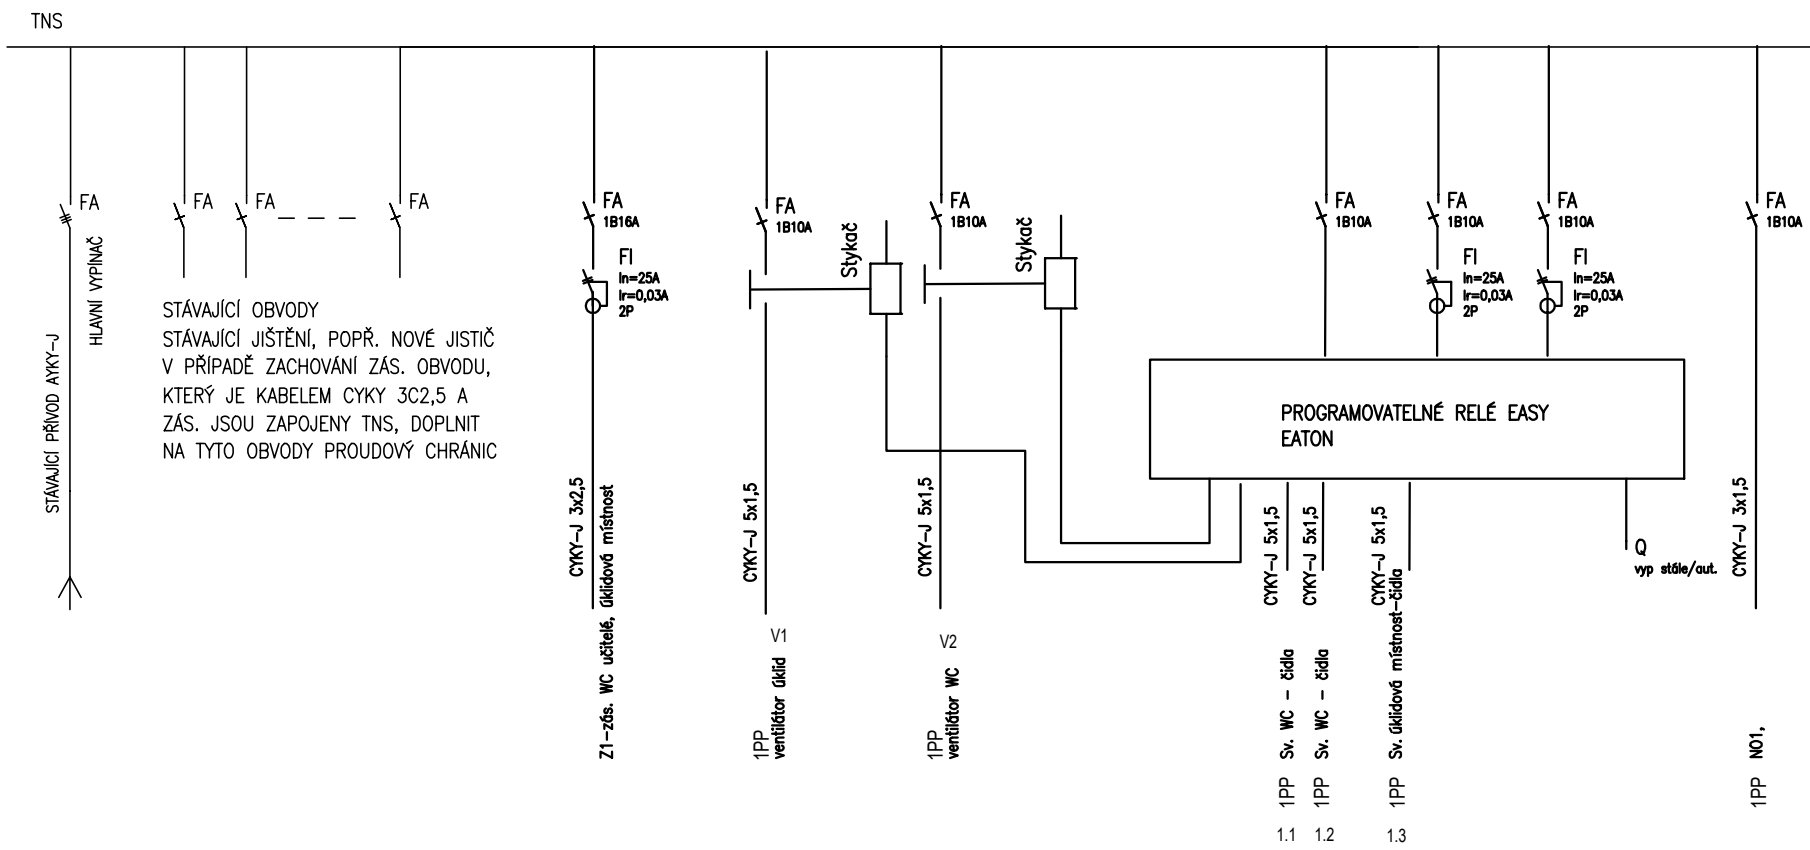 TNS
FA
HLAVNÍ VYPÍNAČ
STÁVAJÍCÍ PŘÍVOD AYKY-J
FA
FA
FA
STÁVAJÍCÍ OBVODY
STÁVAJÍCÍ JIŠTĚNÍ, POPŘ. NOVÉ JISTIČ
V PŘÍPADĚ ZACHOVÁNÍ ZÁS. OBVODU,
KTERÝ JE KABELEM CYKY 3C2,5 A
ZÁS. JSOU ZAPOJENY TNS, DOPLNIT
NA TYTO OBVODY PROUDOVÝ CHRÁNIC
FA
1B16A
FI
In=25A
Ir=0,03A
2P
CYKY-J 3x2,5
Z1-zás. WC učitelé, úklidová místnost
FA
1B10A
Stykač
CYKY-J 5x1,5
V1
1PP
ventilátor úklid
FA
1B10A
Stykač
CYKY-J 5x1,5
V2
1PP
ventilátor WC
FA
1B10A
FA
1B10A
FI
In=25A
Ir=0,03A
2P
FA
1B10A
FI
In=25A
Ir=0,03A
2P
PROGRAMOVATELNÉ RELÉ EASY
EATON
CYKY-J 5x1,5
1PP Sv. WC - čidla
1.1
CYKY-J 5x1,5
1PP Sv. WC - čidla
1.2
CYKY-J 5x1,5
1PP Sv. úklidová místnost-čidla
1.3
Q
vyp stále/aut.
FA
1B10A
CYKY-J 3x1,5
1PP NO1,